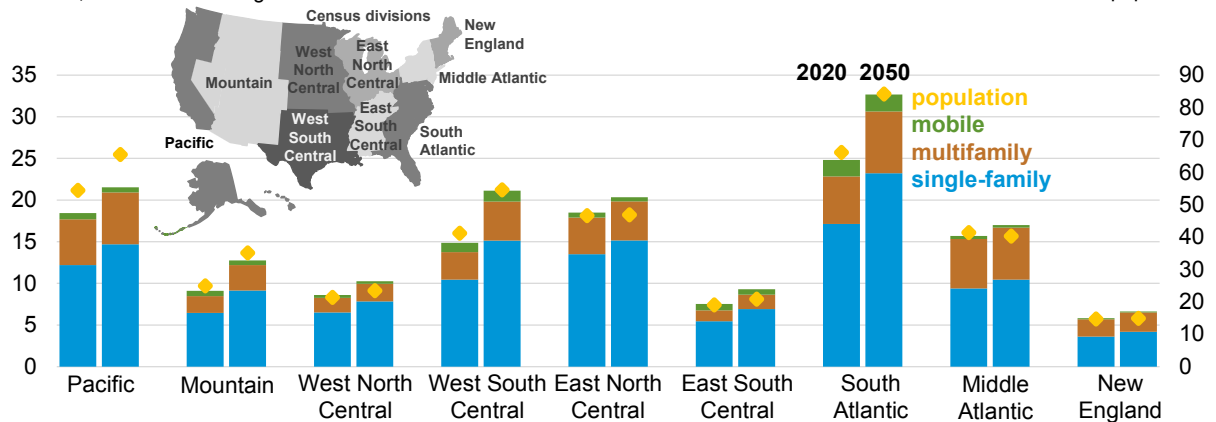 Census divisions
New
England
West
North
Central
East
North
Central
Mountain
Middle Atlantic
West
South
Central
East
South
Central
South
Atlantic
Pacific
35
30
25
20
15
10
5
0
2020 2050
population
mobile
multifamily
single-family
90
80
70
60
50
40
30
20
10
0
Pacific
Mountain
West North
Central
West South
Central
East North
Central
East South
Central
South
Atlantic
Middle
Atlantic
New
England